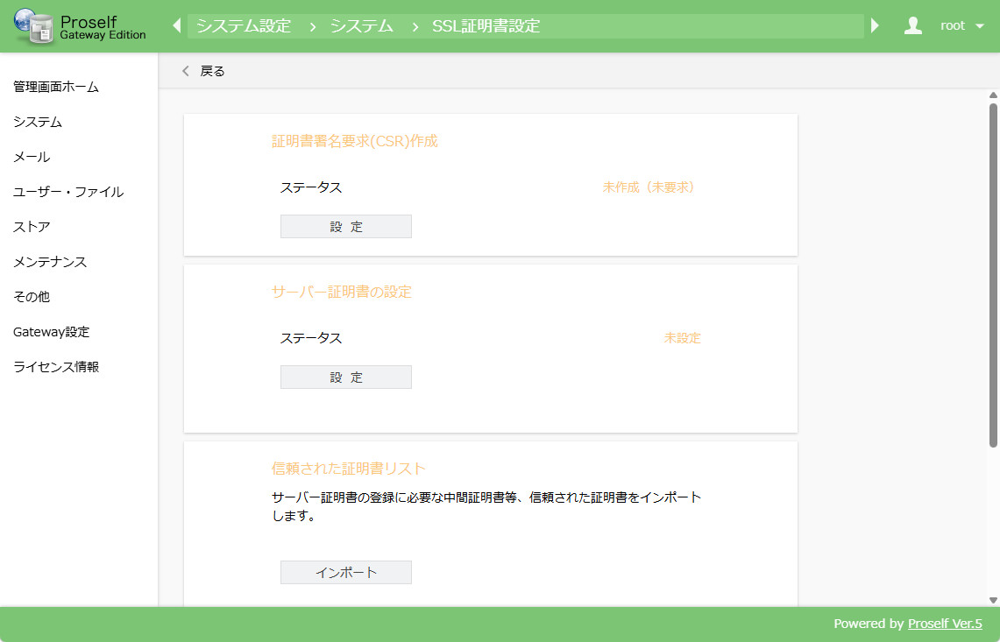 Proself
Gateway Edition
システム設定 > システム > SSL証明書設定
root
管理画面ホーム
システム
メール
ユーザー・ファイル
ストア
メンテナンス
その他
Gateway設定
ライセンス情報
戻る
証明書署名要求(CSR)作成
ステータス 未作成（未要求）
設 定
サーバー証明書の設定
ステータス 未設定
設 定
信頼された証明書リスト
サーバー証明書の登録に必要な中間証明書等、信頼された証明書をインポート
します。
インポート
Powered by Proself Ver.5